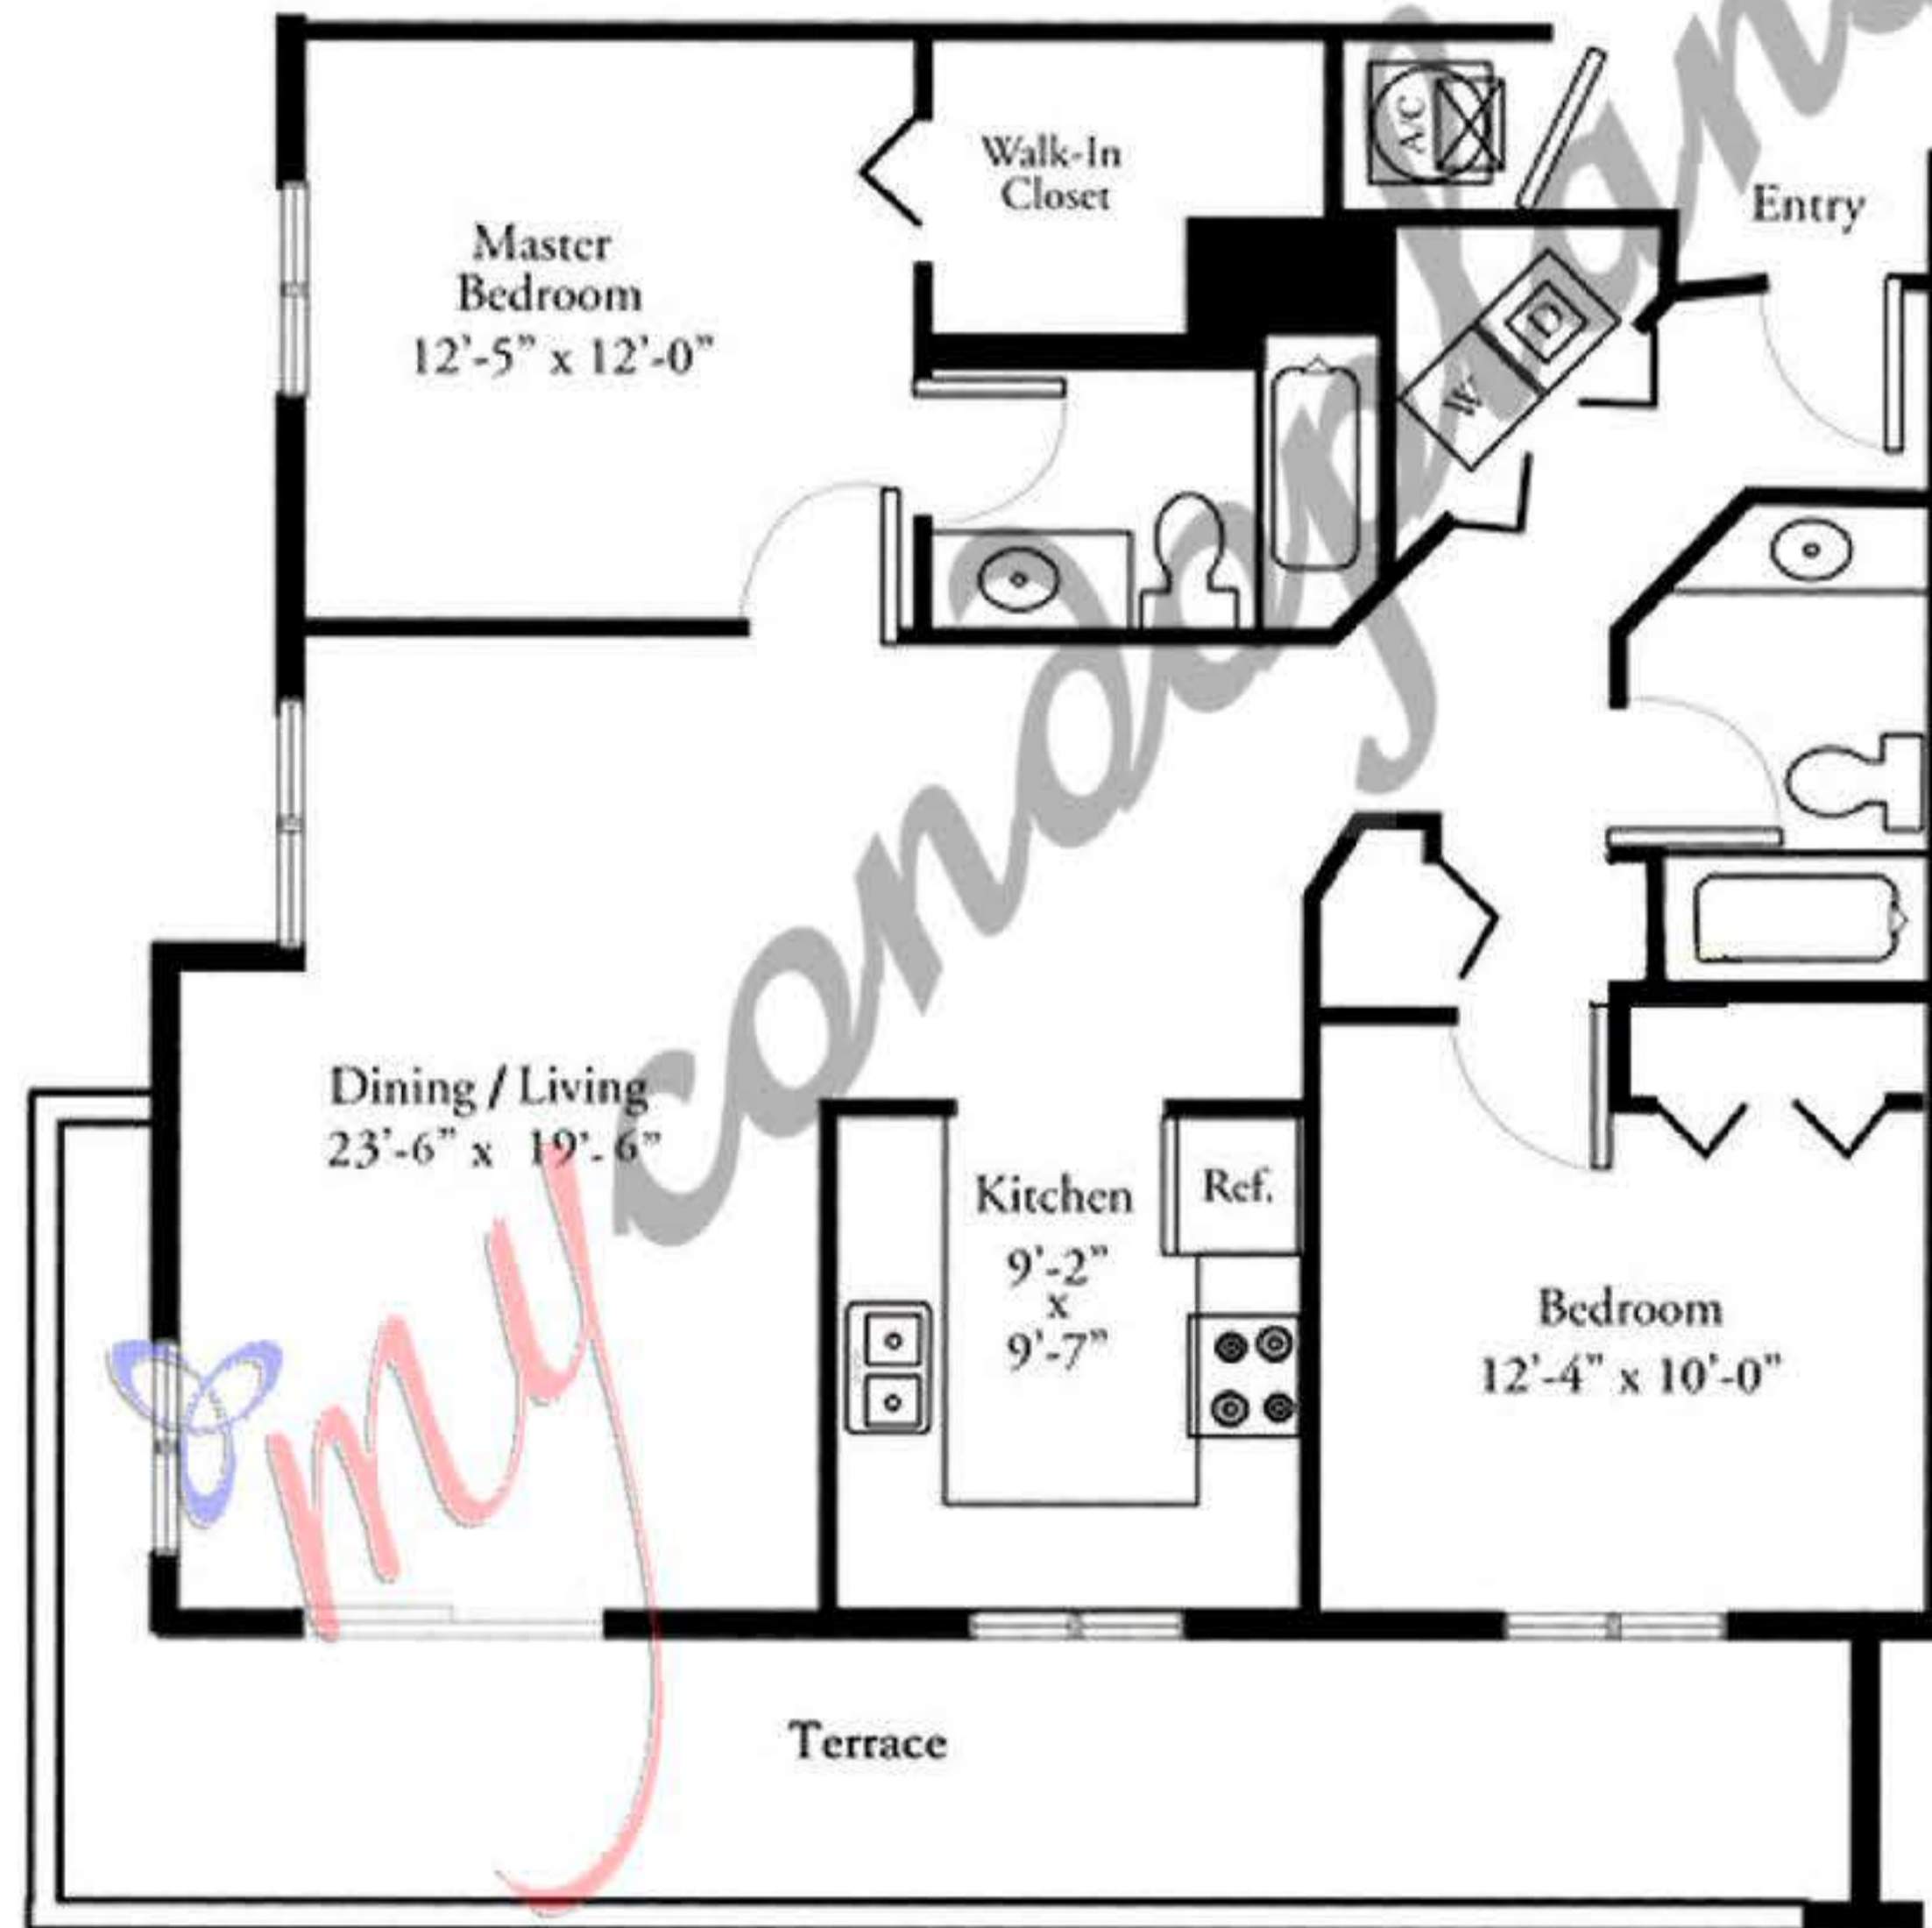 Walk-In
Closet
A/C
Entry
Master
Bedroom
12'-5" x 12'-0"
D
W
Dining / Living
23'-6" x 19'-6"
Kitchen
9'-2"
x
9'-7"
Ref.
Bedroom
12'-4" x 10'-0"
Terrace
my